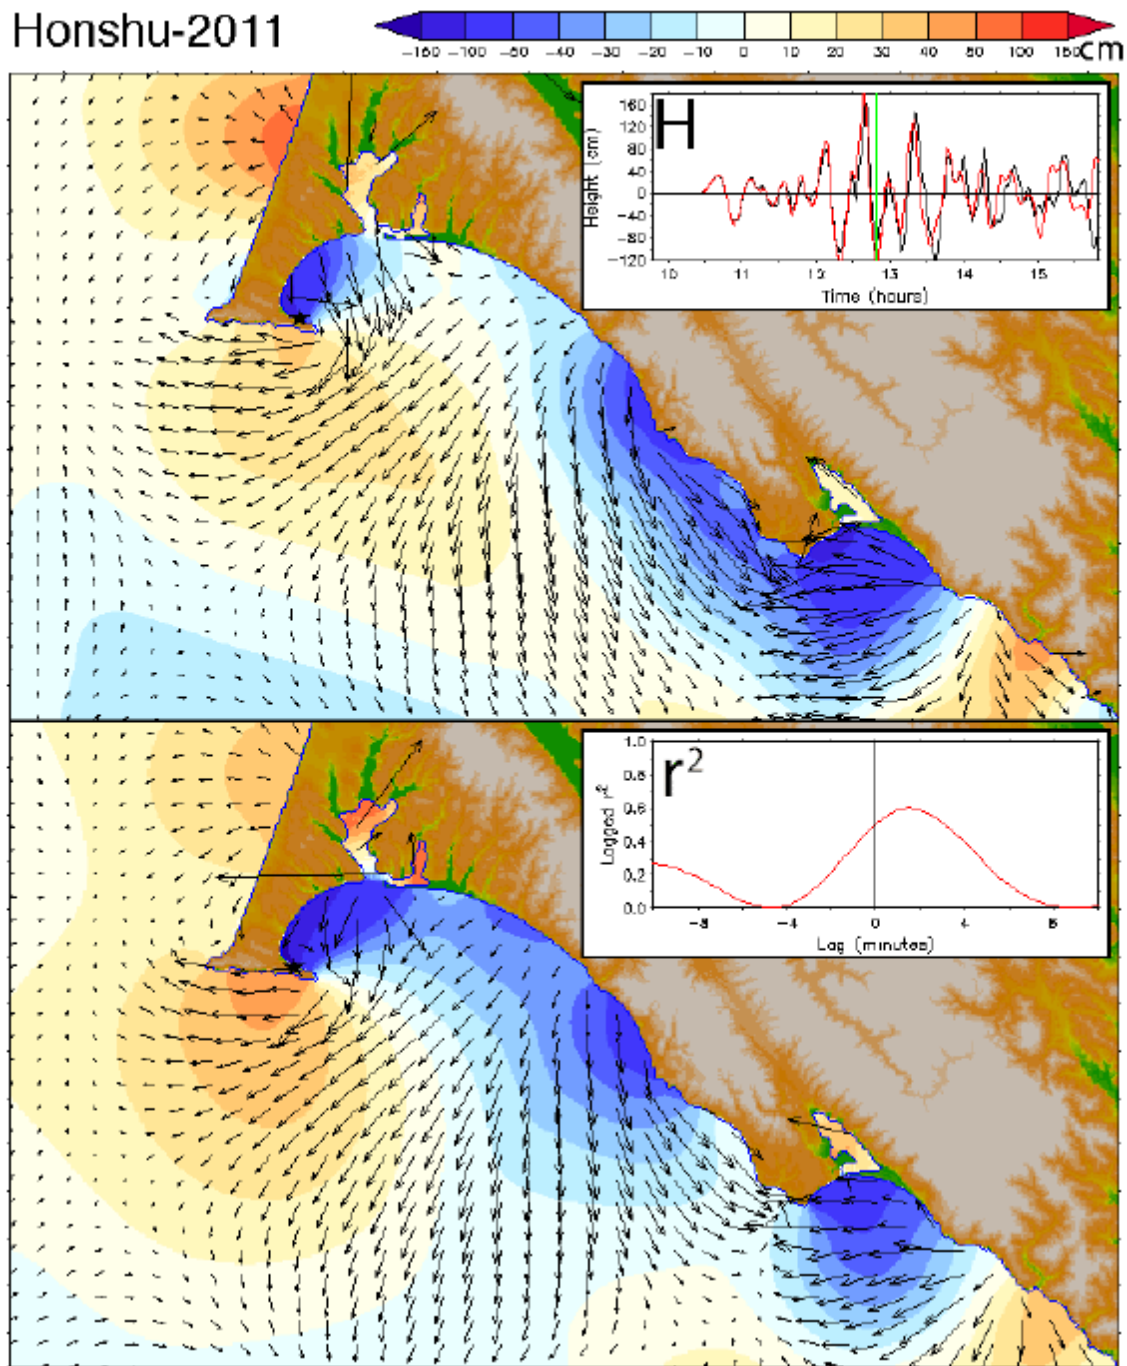 Honshu-2011
-160 -100 -50 -40 -30 -20 -10 0 10 20 30 40 50 100 160 cm
H
160
120
80
40
0
-40
-80
-120
Height (cm)
10 11 12 13 14 15
Time (hours)
r²
1.0
0.8
0.6
0.4
0.2
0.0
Lagged r²
-8 -4 0 4 8
Lag (minutes)